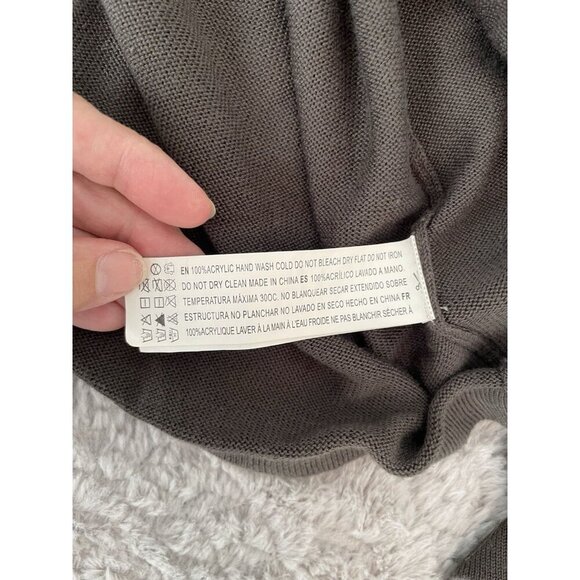 EN 100%ACRYLIC HAND WASH COLD DO NOT BLEACH DRY FLAT DO NOT IRON
DO NOT DRY CLEAN MADE IN CHINA ES 100%ACRÍLICO LAVADO A MANO.
TEMPERATURA MÁXIMA 30OC. NO BLANQUEAR SECAR EXTENDIDO SOBRE
ESTRUCTURA NO PLANCHAR NO LAVADO EN SECO HECHO EN CHINA FR
100%ACRYLIQUE LAVER À LA MAIN À L'EAU FROIDE NE PAS BLANCHIR SÉCHER À